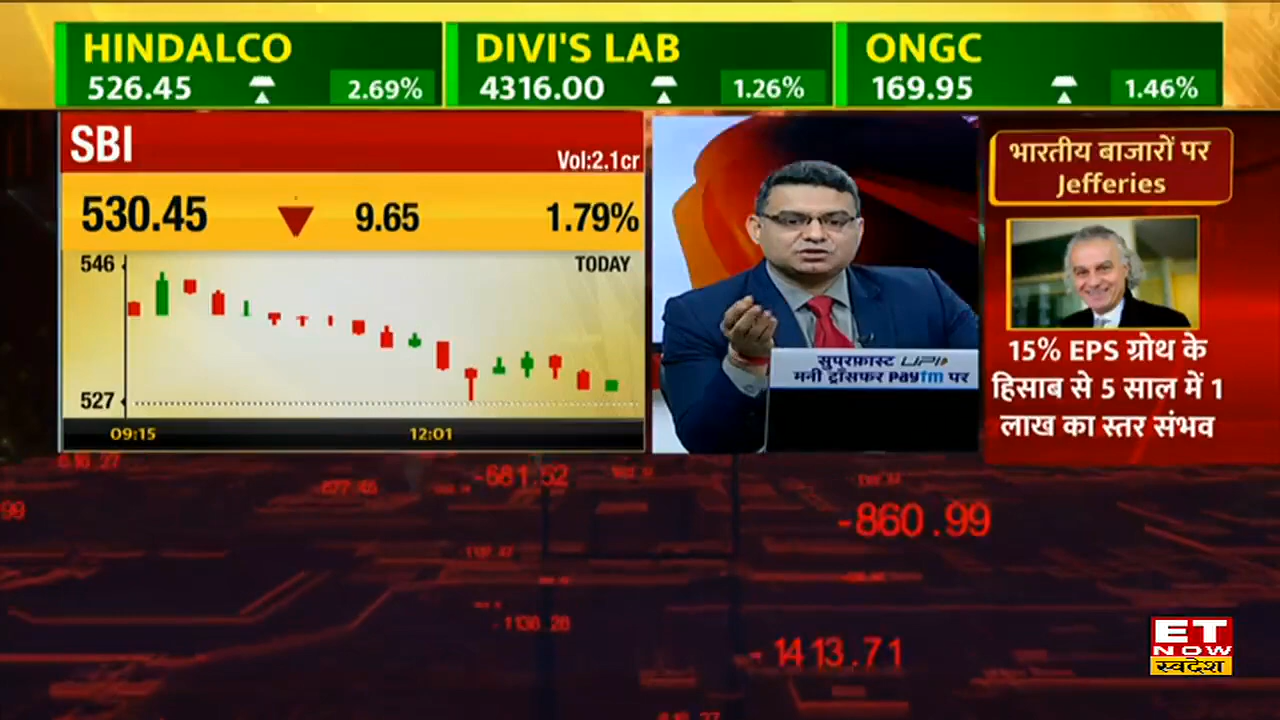 HINDALCO
526.45 2.69%
DIVI'S LAB
4316.00 1.26%
ONGC
169.95 1.46%
SBI
Vol:2.1cr
530.45 9.65 1.79%
546
TODAY
527
09:15 12:01
सुपरफ़ास्ट UPI
मनी ट्राँसफर paytm पर
भारतीय बाजारों पर
Jefferies
15% EPS ग्रोथ के
हिसाब से 5 साल में 1
लाख का स्तर संभव
-681.52
-860.99
-1138.28
-1413.71
ET
NOW
स्वदेश